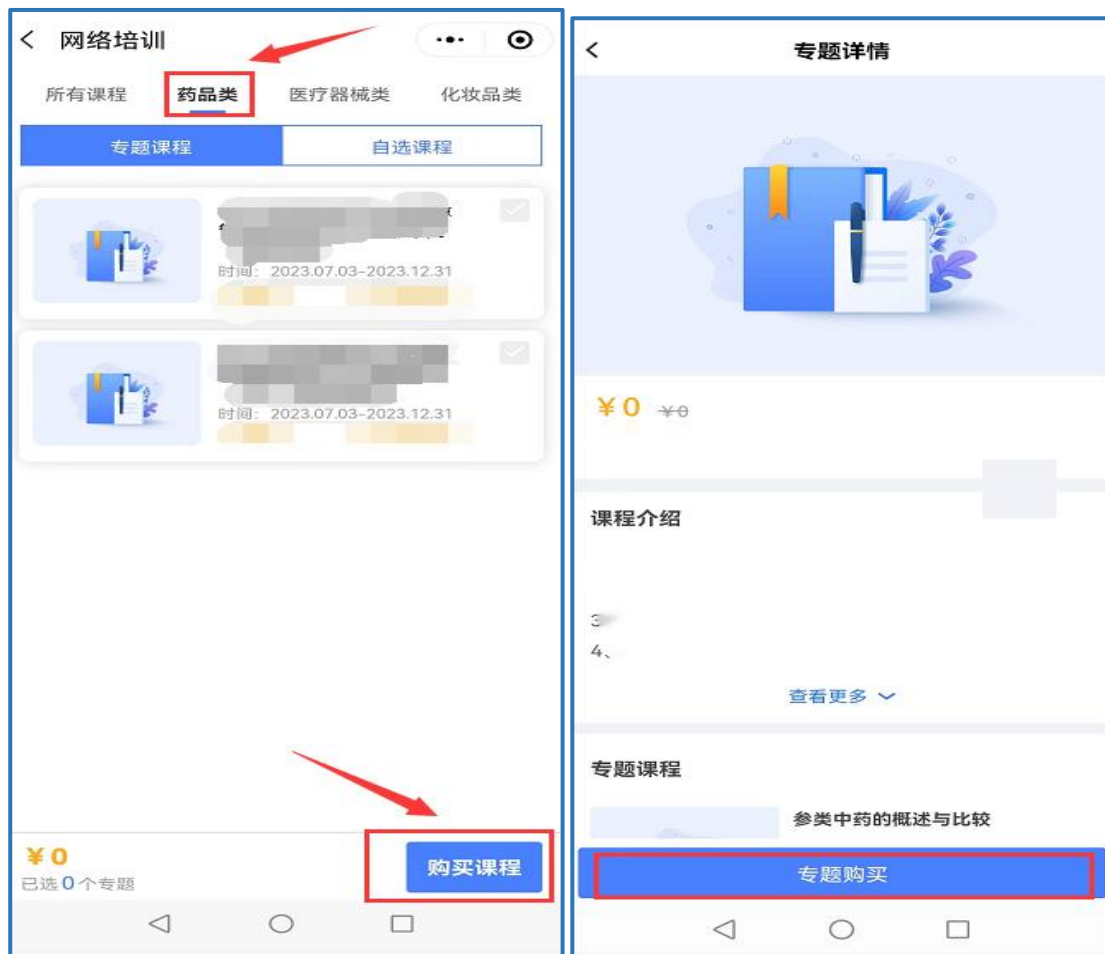 网络培训
所有课程 药品类 医疗器械类 化妆品类
专题课程 自选课程
时间: 2023.07.03-2023.12.31
时间: 2023.07.03-2023.12.31
¥0
已选0个专题
购买课程
专题详情
¥0 ¥0
课程介绍
4、
查看更多
专题课程
参类中药的概述与比较
专题购买